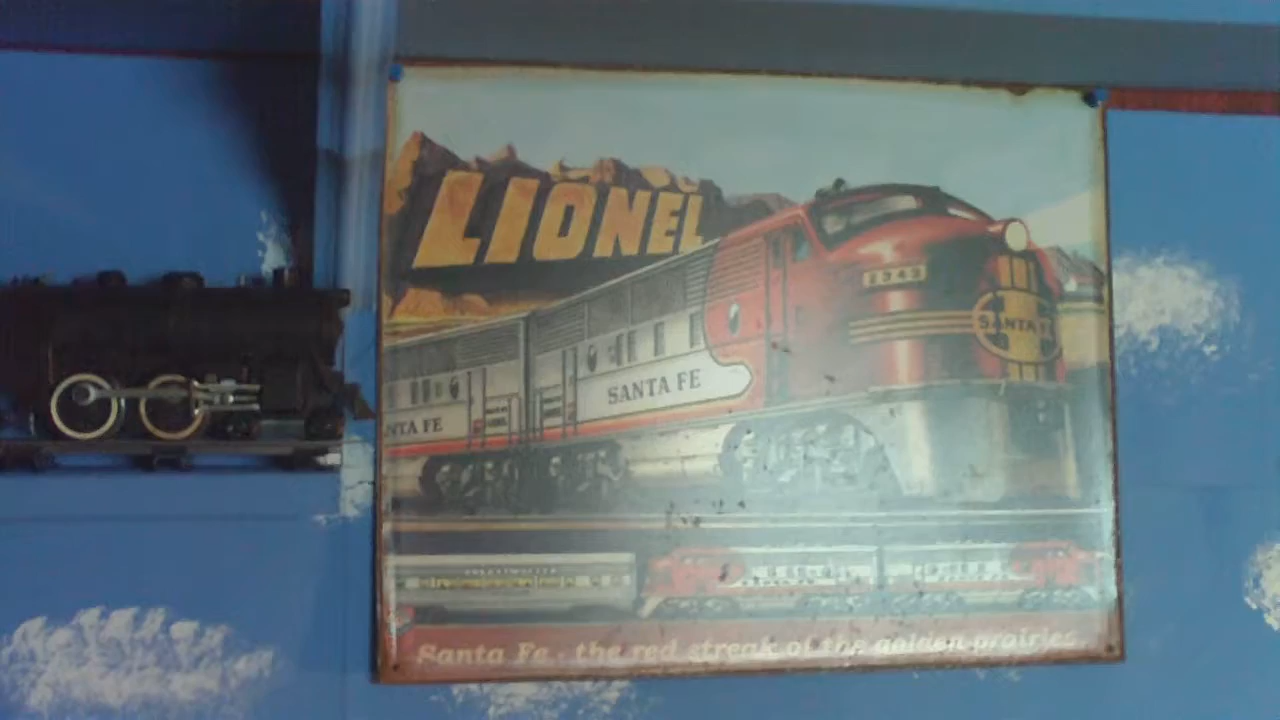 LIONEL
2343
SANTA FE
SANTA FE
NTA FE
Santa Fe - the red streak of the golden prairies